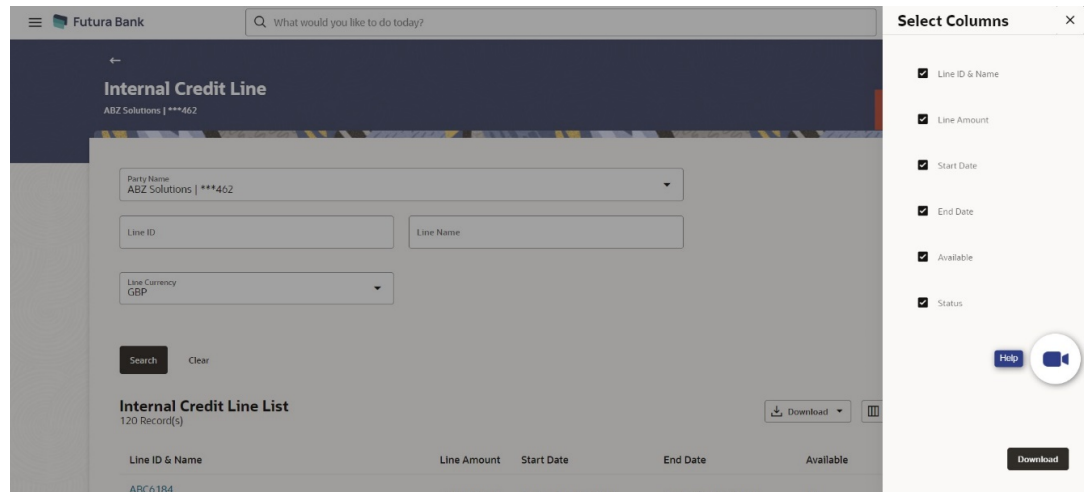 Futura Bank
What would you like to do today?
Select Columns
Internal Credit Line
ABZ Solutions | ***462
Party Name
ABZ Solutions | ***462
Line ID
Line Name
Line Currency
GBP
Search
Clear
Internal Credit Line List
120 Record(s)
Download
Line ID & Name
Line Amount
Start Date
End Date
Available
ABC6184
Line ID & Name
Line Amount
Start Date
End Date
Available
Status
Help
Download